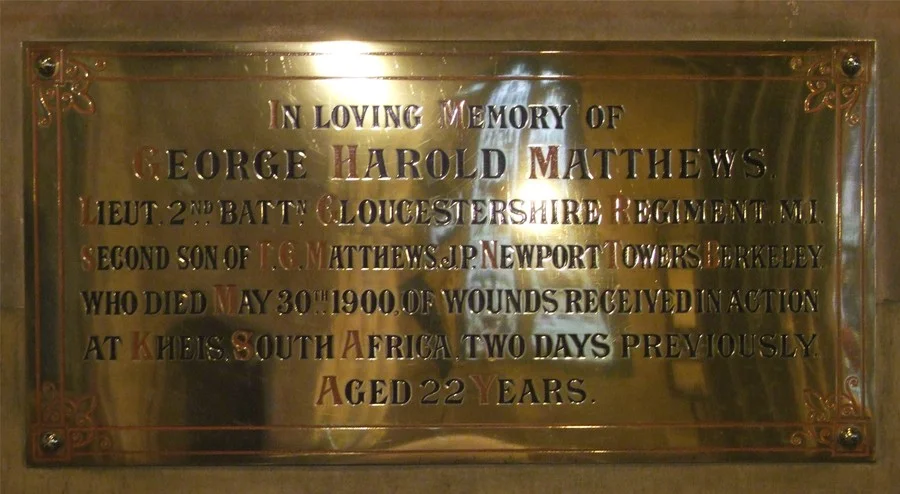 IN LOVING MEMORY OF
GEORGE HAROLD MATTHEWS.
LIEUT. 2ND BATTN GLOUCESTERSHIRE REGIMENT. M.I.
SECOND SON OF T.G. MATTHEWS, J.P. NEWPORT TOWERS, BERKELEY
WHO DIED MAY 30TH 1900, OF WOUNDS RECEIVED IN ACTION
AT KHEIS, SOUTH AFRICA, TWO DAYS PREVIOUSLY.
AGED 22 YEARS.